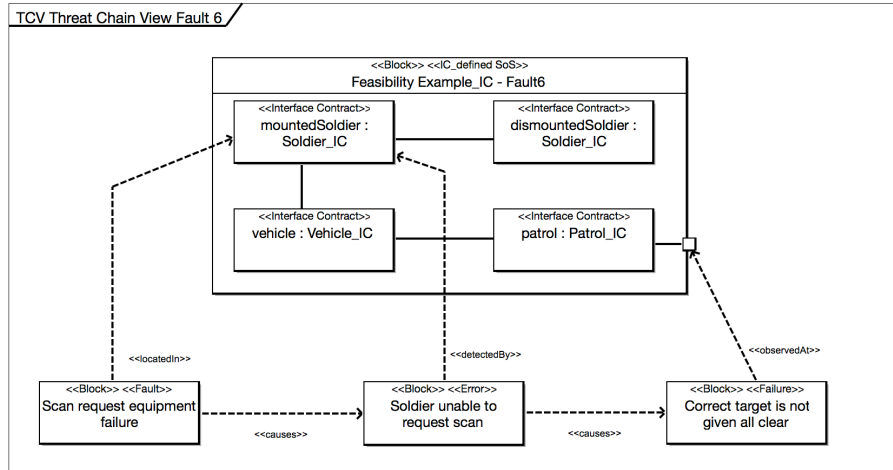 TCV Threat Chain View Fault 6
<<Block>> <<IC_defined SoS>>
Feasibility Example_IC - Fault6
<<Interface Contract>>
mountedSoldier :
Soldier_IC
<<Interface Contract>>
dismountedSoldier :
Soldier_IC
<<Interface Contract>>
vehicle : Vehicle_IC
<<Interface Contract>>
patrol : Patrol_IC
<<locatedIn>>
<<detectedBy>>
<<observedAt>>
<<Block>> <<Fault>>
Scan request equipment
failure
<<causes>>
<<Block>> <<Error>>
Soldier unable to
request scan
<<causes>>
<<Block>> <<Failure>>
Correct target is not
given all clear